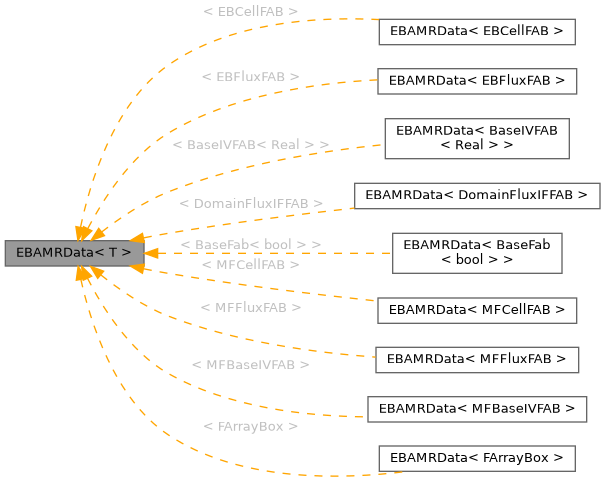 < EBCellFAB >
EBAMRData< EBCellFAB >
< EBFluxFAB >
EBAMRData< EBFluxFAB >
< BaseIVFAB< Real > >
EBAMRData< BaseIVFAB
< Real > >
< DomainFluxIFFAB >
EBAMRData< DomainFluxIFFAB >
EBAMRData< T >
< BaseFab< bool > >
EBAMRData< BaseFab
< bool > >
< MFCellFAB >
EBAMRData< MFCellFAB >
< MFFluxFAB >
EBAMRData< MFFluxFAB >
< MFBaseIVFAB >
EBAMRData< MFBaseIVFAB >
< FArrayBox >
EBAMRData< FArrayBox >